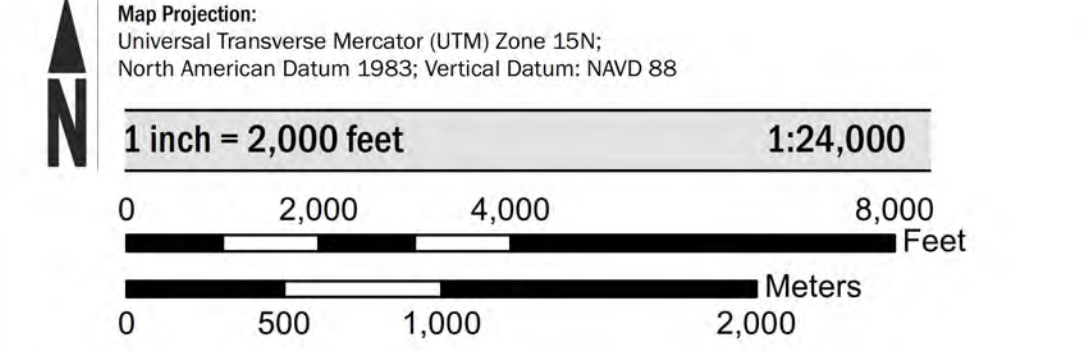 N
Map Projection:
Universal Transverse Mercator (UTM) Zone 15N;
North American Datum 1983; Vertical Datum: NAVD 88
1 inch = 2,000 feet 1:24,000
0 2,000 4,000 8,000
Feet
Meters
0 500 1,000 2,000